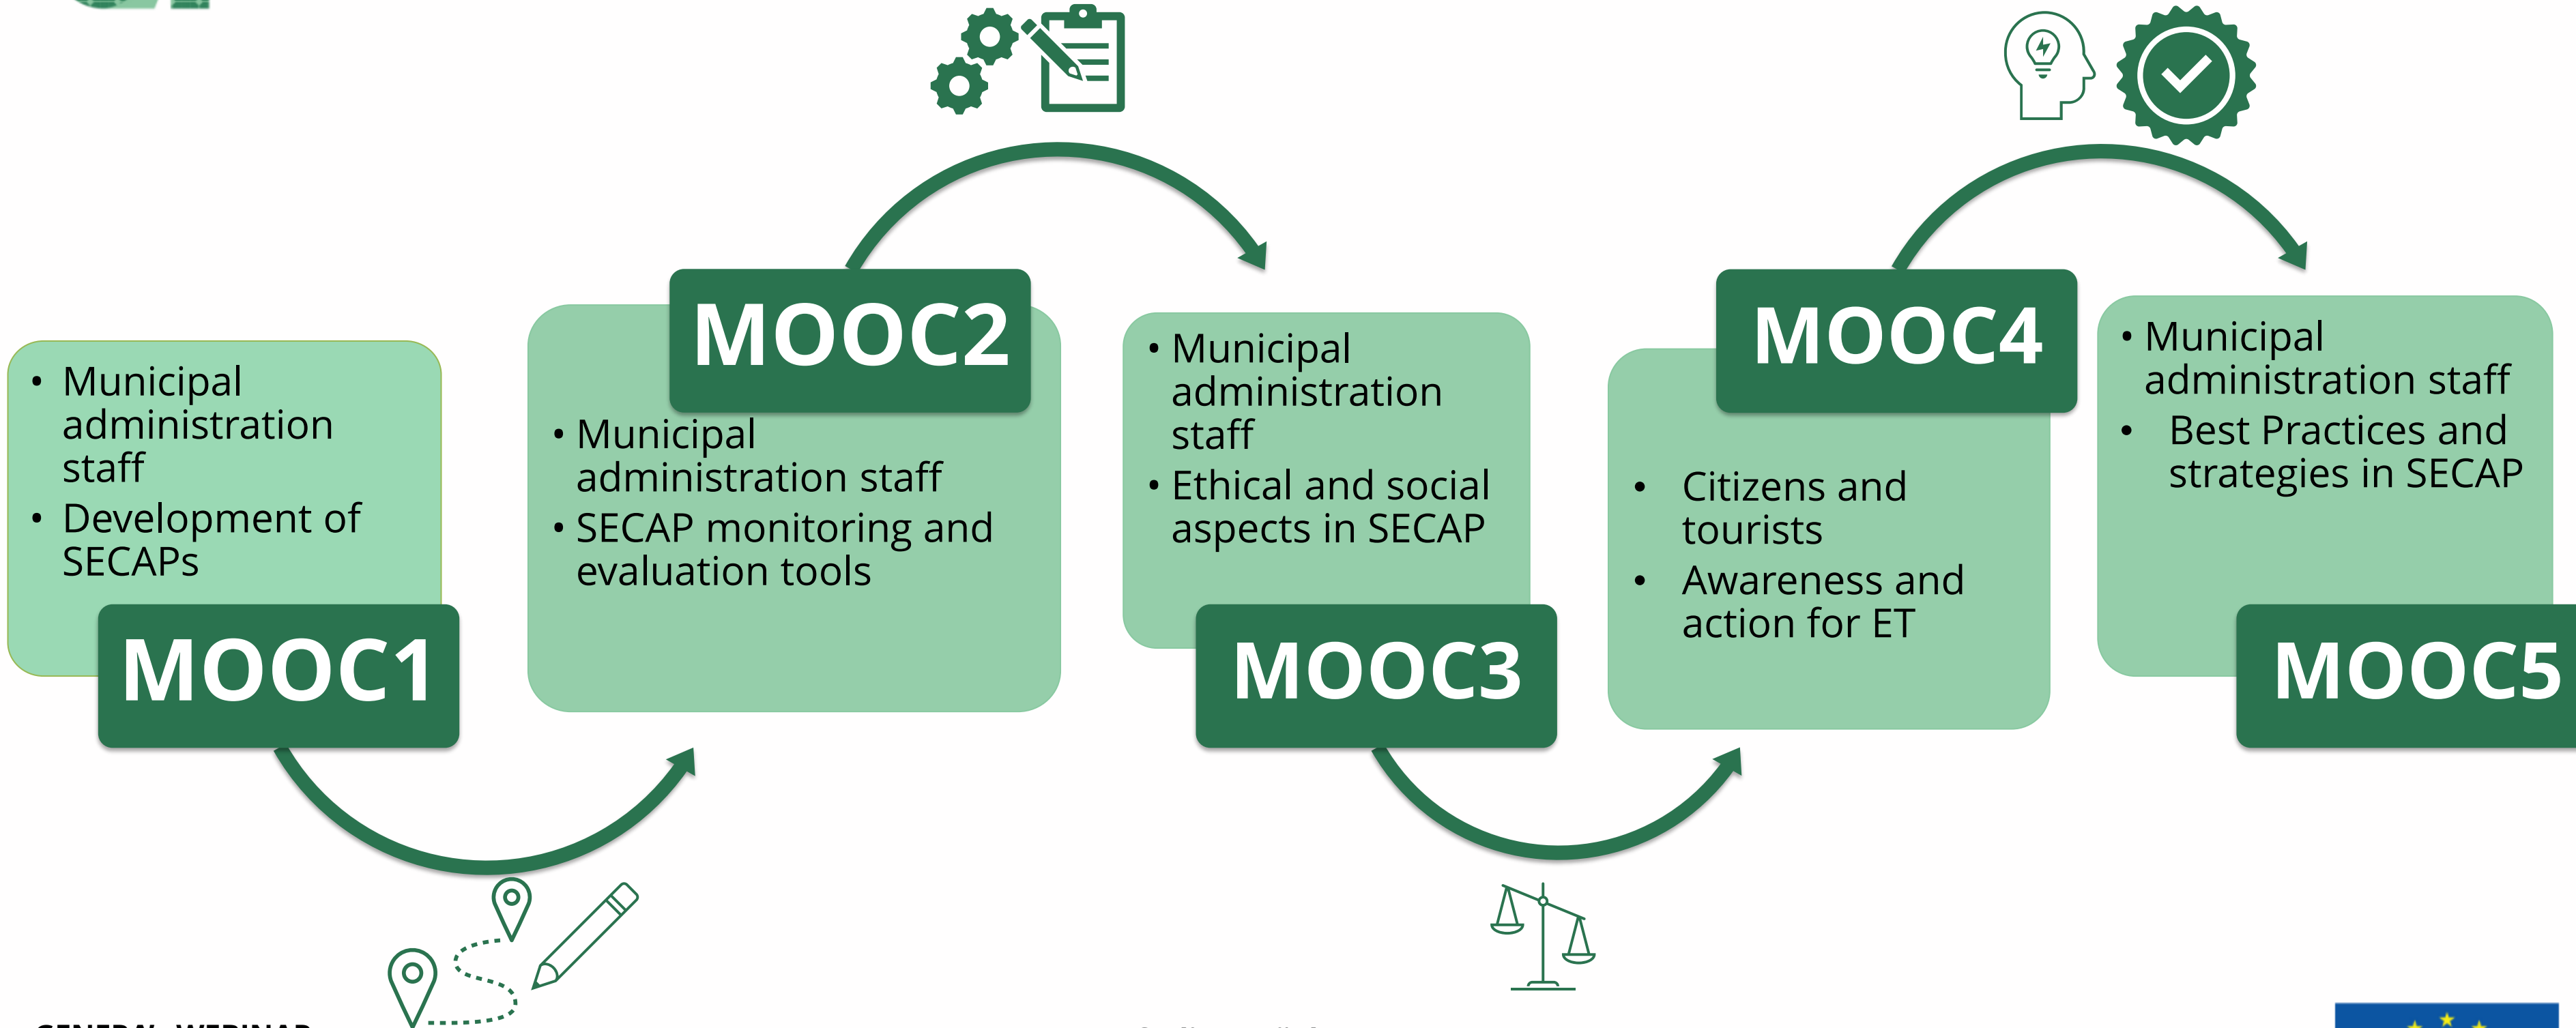 • Municipal
administration
staff
• Development of
SECAPs
MOOC1
MOOC2
• Municipal
administration staff
• SECAP monitoring and
evaluation tools
• Municipal
administration
staff
• Ethical and social
aspects in SECAP
MOOC3
MOOC4
• Citizens and
tourists
• Awareness and
action for ET
• Municipal
administration staff
• Best Practices and
strategies in SECAP
MOOC5
WEBINAR